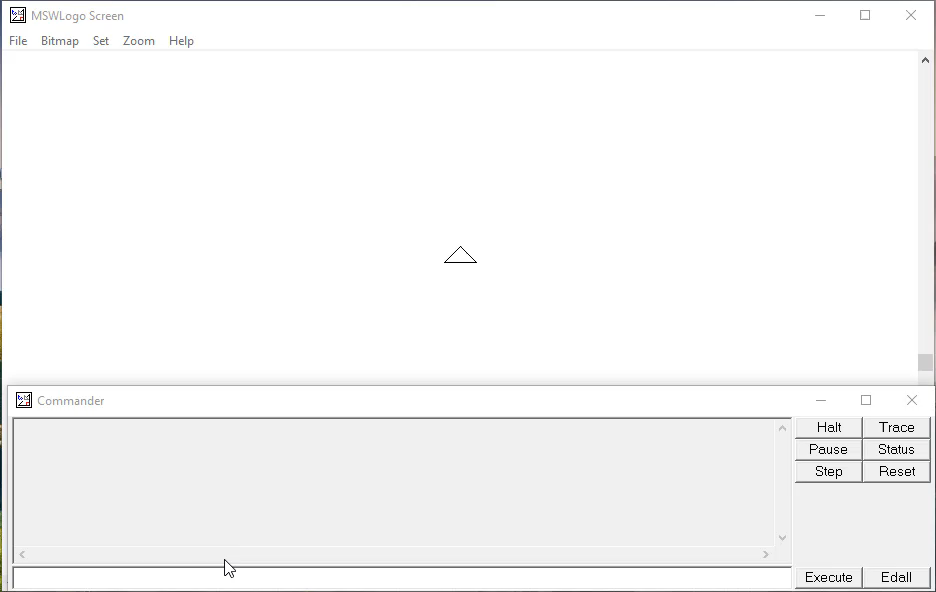 MSWLogo Screen
File Bitmap Set Zoom Help
Commander
Halt Trace
Pause Status
Step Reset
Execute Edall